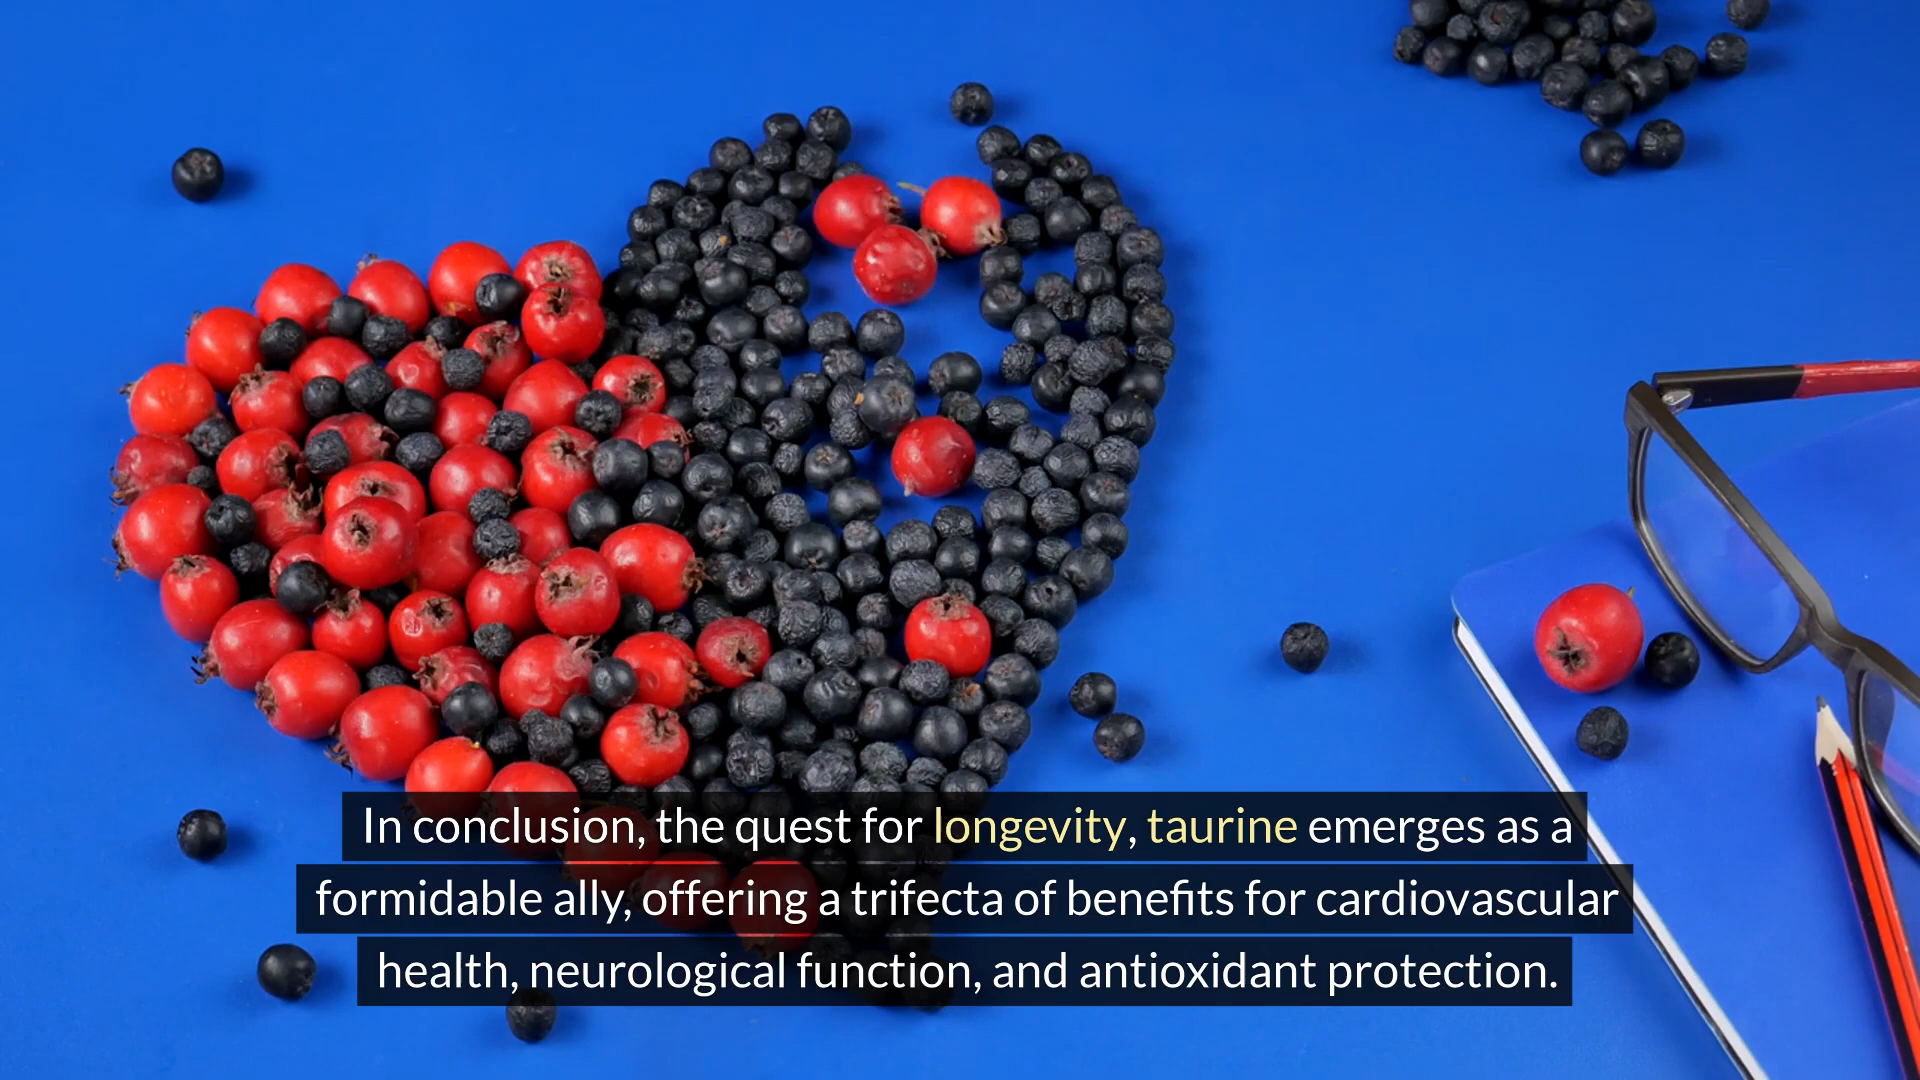 In conclusion, the quest for longevity, taurine emerges as a
formidable ally, offering a trifecta of benefits for cardiovascular
health, neurological function, and antioxidant protection.